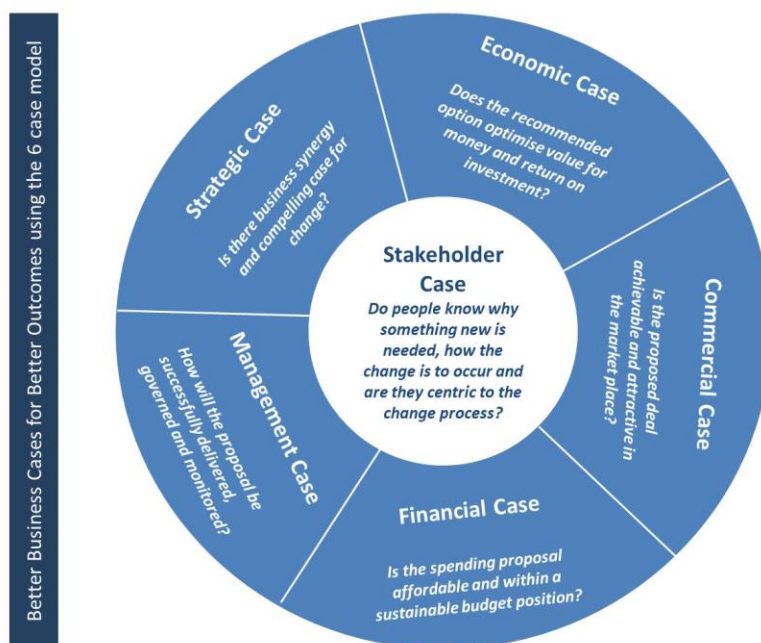 Better Business Cases for Better Outcomes using the 6 case model
Strategic Case
Is there business synergy
and compelling case for
change?
Economic Case
Does the recommended
option optimise value for
money and return on
investment?
Commercial Case
Is the proposed deal
achievable and attractive in
the market place?
Financial Case
Is the spending proposal
affordable and within a
sustainable budget position?
Management Case
How will the proposal be
successfully delivered,
governed and monitored?
Stakeholder
Case
Do people know why
something new is
needed, how the
change is to occur and
are they centric to the
change process?